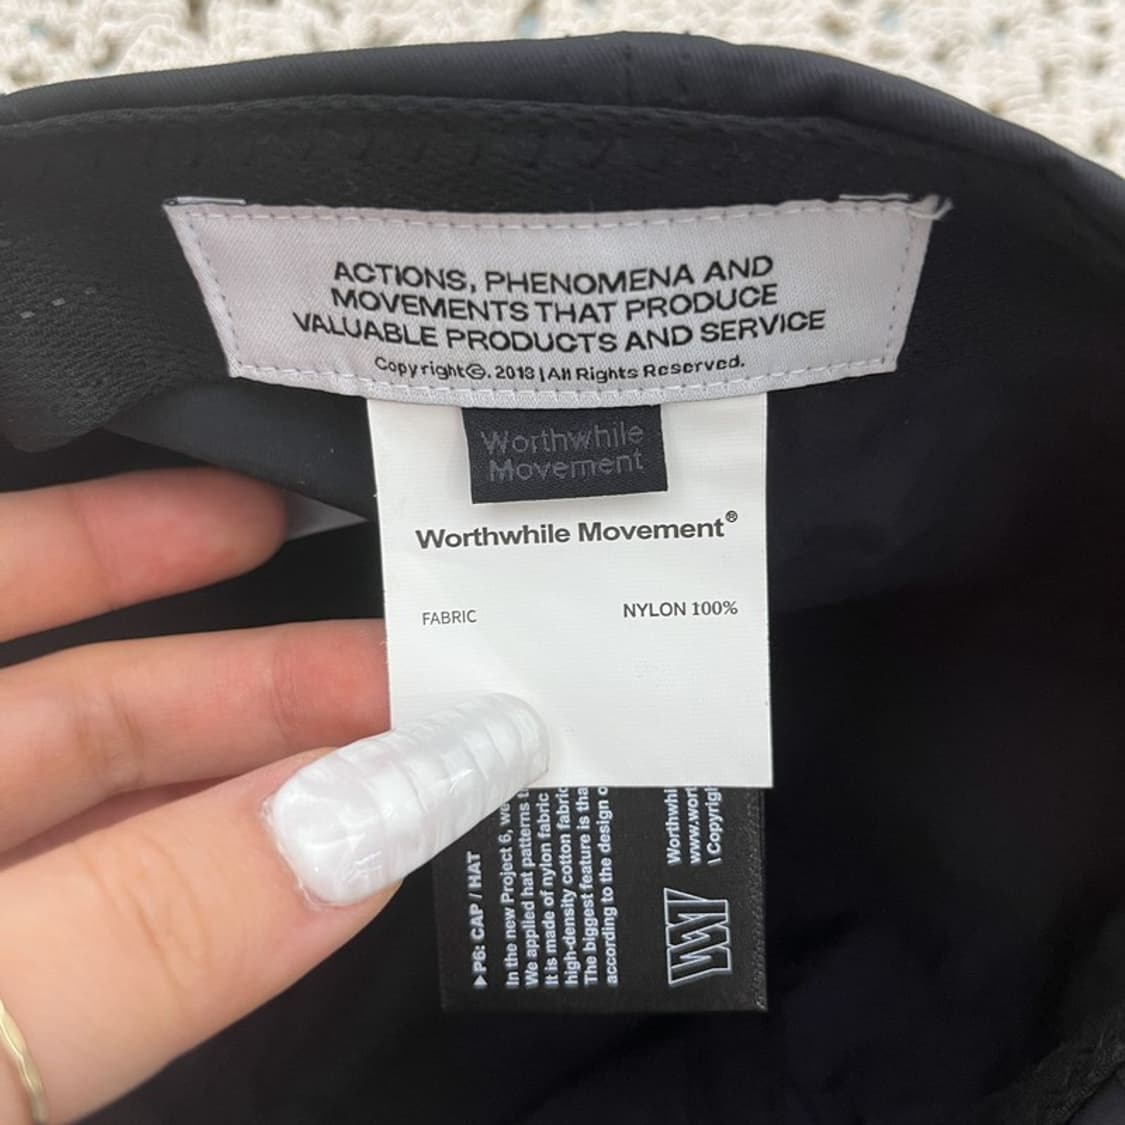 ACTIONS, PHENOMENA AND
MOVEMENTS THAT PRODUCE
VALUABLE PRODUCTS AND SERVICE
Copyright©. 2018 | All Rights Reserved.
Worthwhile
Movement
Worthwhile Movement®
FABRIC NYLON 100%
▶P6: CAP / HAT
In the new Project 6, we
We applied hat patterns
It is made of nylon fabric
high-density cotton fabric
The biggest feature is
according to the design